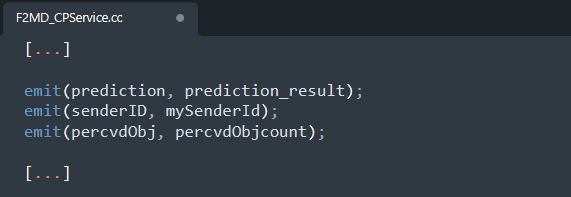 F2MD_CPService.cc
[...]
emit(prediction, prediction_result);
emit(senderID, mySenderId);
emit(percvdObj, percvdObjcount);
[...]